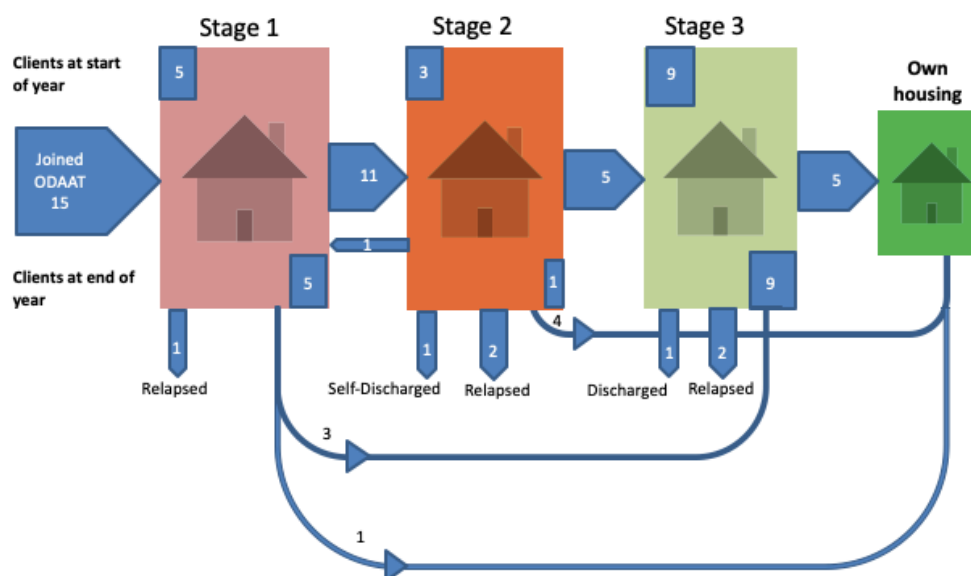 Stage 1
Stage 2
Stage 3
Clients at start
of year
5
3
9
Own
housing
Joined
ODAAT
15
11
5
5
1
Clients at end of
year
5
1
9
4
1
1
2
1
2
Relapsed
Self-Discharged
Relapsed
Discharged
Relapsed
3
1